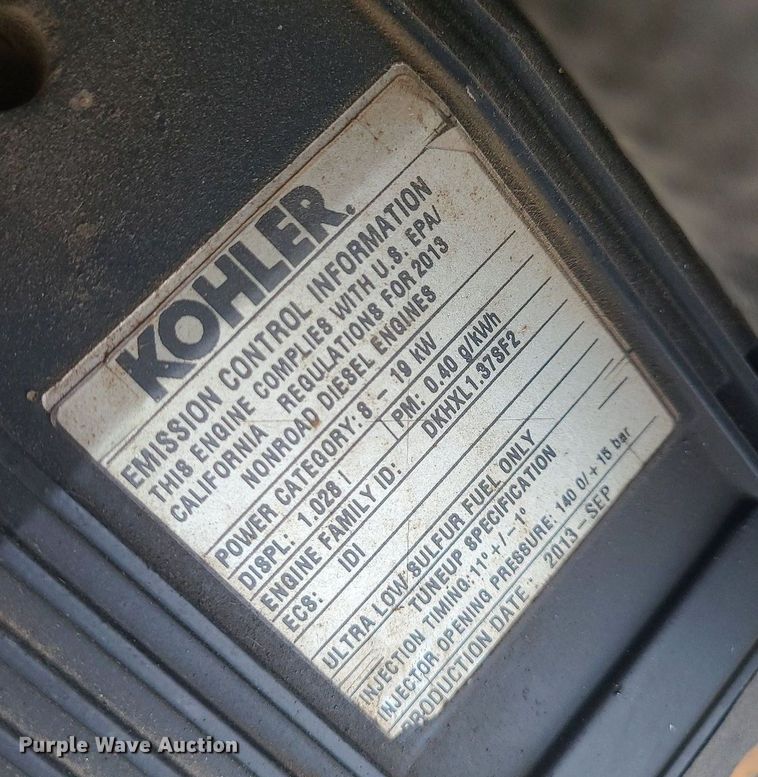 KOHLER®
EMISSION CONTROL INFORMATION
THIS ENGINE COMPLIES WITH U.S. EPA/
CALIFORNIA REGULATIONS FOR 2013
NONROAD DIESEL ENGINES
POWER CATEGORY: 8 - 19 kW
DISPL: 1.028 l PM: 0.40 g/kWh
ENGINE FAMILY ID: DKHXL1.37SF2
ECS: IDI
ULTRA LOW SULFUR FUEL ONLY
TUNEUP SPECIFICATION
INJECTION TIMING: 11° +/-1°
INJECTOR OPENING PRESSURE: 140 0/+15 bar
PRODUCTION DATE 2013-SEP
Purple Wave Auction